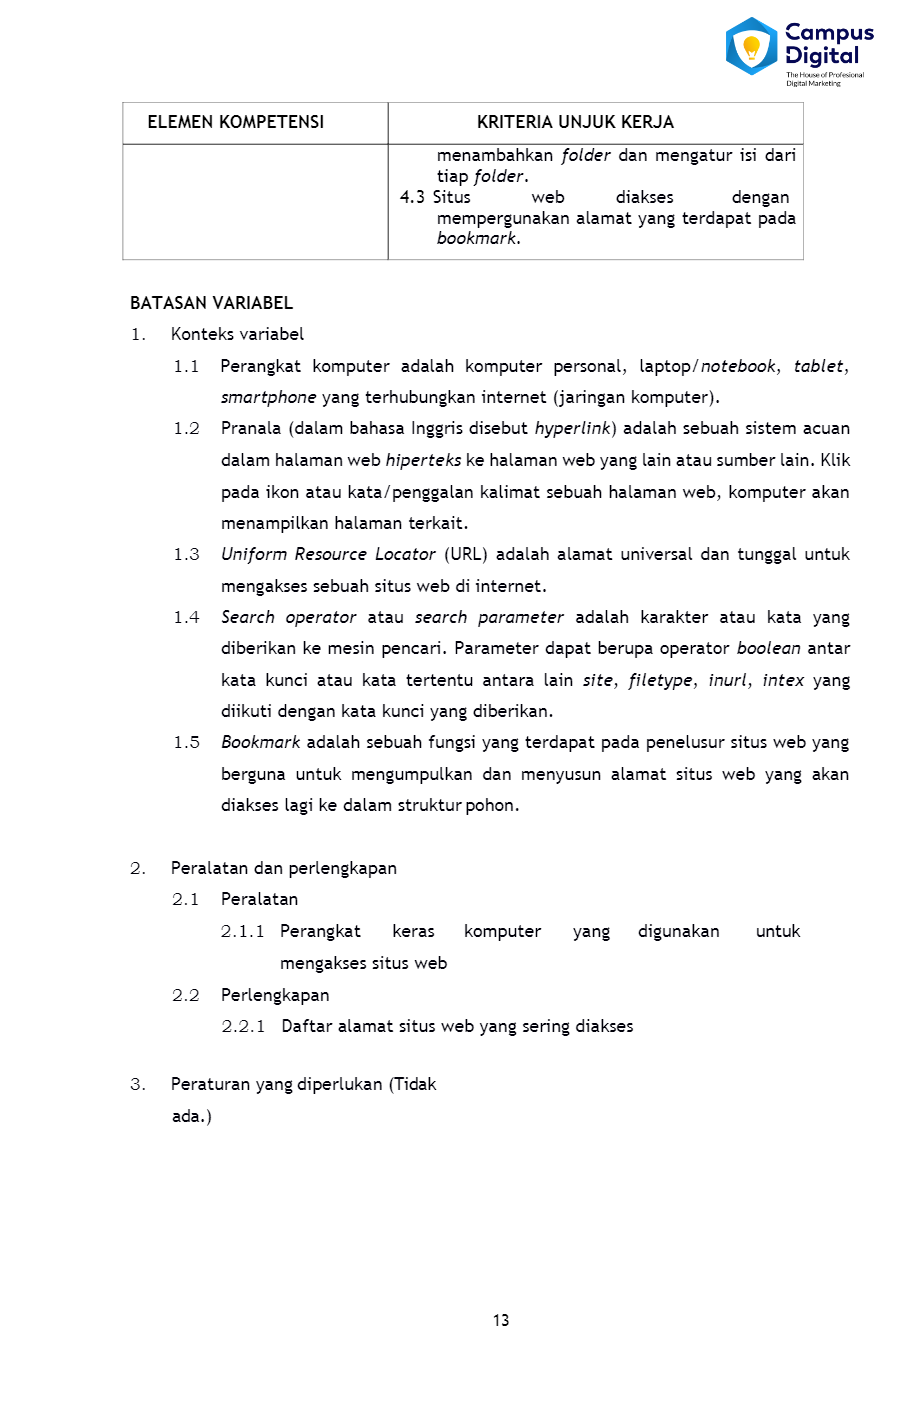 Campus
Digital
The House of Profesional
Digital Marketing
ELEMEN KOMPETENSI KRITERIA UNJUK KERJA
menambahkan folder dan mengatur isi dari
tiap folder.
4.3 Situs web diakses dengan
mempergunakan alamat yang terdapat pada
bookmark.
BATASAN VARIABEL
1. Konteks variabel
1.1 Perangkat komputer adalah komputer personal, laptop/notebook, tablet,
smartphone yang terhubungkan internet (jaringan komputer).
1.2 Pranala (dalam bahasa Inggris disebut hyperlink) adalah sebuah sistem acuan
dalam halaman web hiperteks ke halaman web yang lain atau sumber lain. Klik
pada ikon atau kata/penggalan kalimat sebuah halaman web, komputer akan
menampilkan halaman terkait.
1.3 Uniform Resource Locator (URL) adalah alamat universal dan tunggal untuk
mengakses sebuah situs web di internet.
1.4 Search operator atau search parameter adalah karakter atau kata yang
diberikan ke mesin pencari. Parameter dapat berupa operator boolean antar
kata kunci atau kata tertentu antara lain site, filetype, inurl, intex yang
diikuti dengan kata kunci yang diberikan.
1.5 Bookmark adalah sebuah fungsi yang terdapat pada penelusur situs web yang
berguna untuk mengumpulkan dan menyusun alamat situs web yang akan
diakses lagi ke dalam struktur pohon.
2. Peralatan dan perlengkapan
2.1 Peralatan
2.1.1 Perangkat keras komputer yang digunakan untuk
mengakses situs web
2.2 Perlengkapan
2.2.1 Daftar alamat situs web yang sering diakses
3. Peraturan yang diperlukan (Tidak
ada.)
13